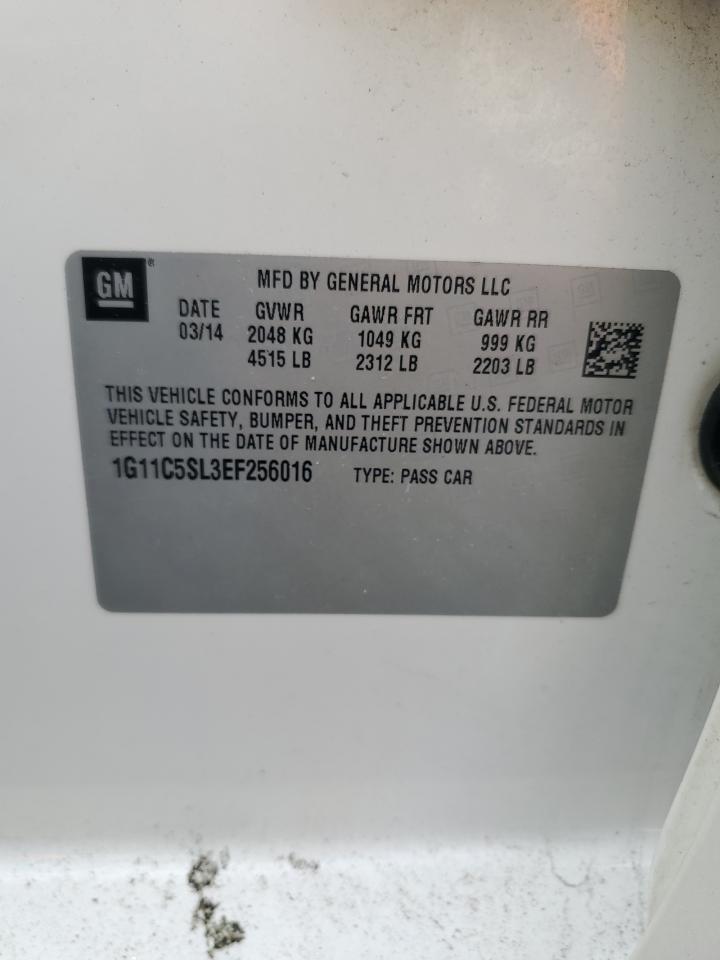 GM®
MFD BY GENERAL MOTORS LLC
DATE GVWR GAWR FRT GAWR RR
03/14 2048 KG 1049 KG 999 KG
4515 LB 2312 LB 2203 LB
THIS VEHICLE CONFORMS TO ALL APPLICABLE U.S. FEDERAL MOTOR
VEHICLE SAFETY, BUMPER, AND THEFT PREVENTION STANDARDS IN
EFFECT ON THE DATE OF MANUFACTURE SHOWN ABOVE.
1G11C5SL3EF256016 TYPE: PASS CAR